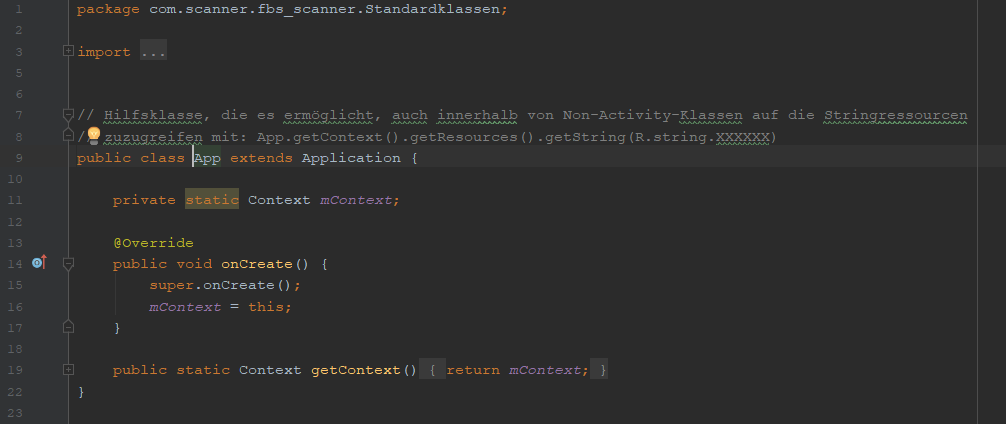 1 package com.scanner.fbs_scanner.Standardklassen;
2
3 import ...
5
6
7 // Hilfsklasse, die es ermöglicht, auch innerhalb von Non-Activity-Klassen auf die Stringressourcen
8 // zuzugreifen mit: App.getContext().getResources().getString(R.string.XXXXXX)
9 public class App extends Application {
10
11 private static Context mContext;
12
13 @Override
14 public void onCreate() {
15 super.onCreate();
16 mContext = this;
17 }
18
19 public static Context getContext() { return mContext; }
22 }
23